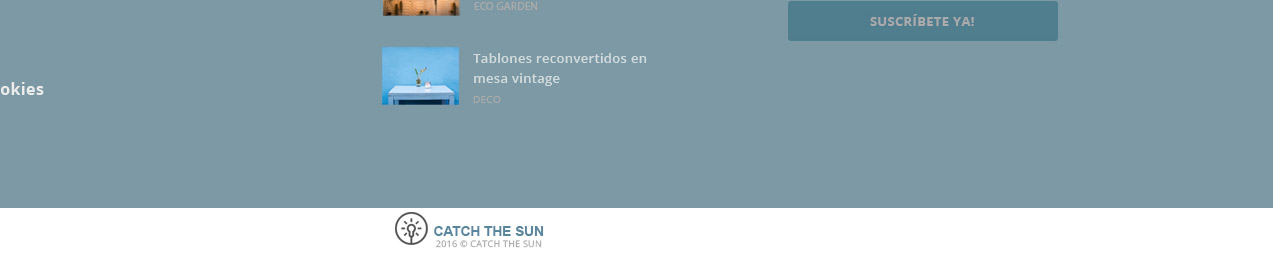 ECO GARDEN
SUSCRÍBETE YA!
Tablones reconvertidos en
mesa vintage
DECO
okies
CATCH THE SUN
2016 © CATCH THE SUN